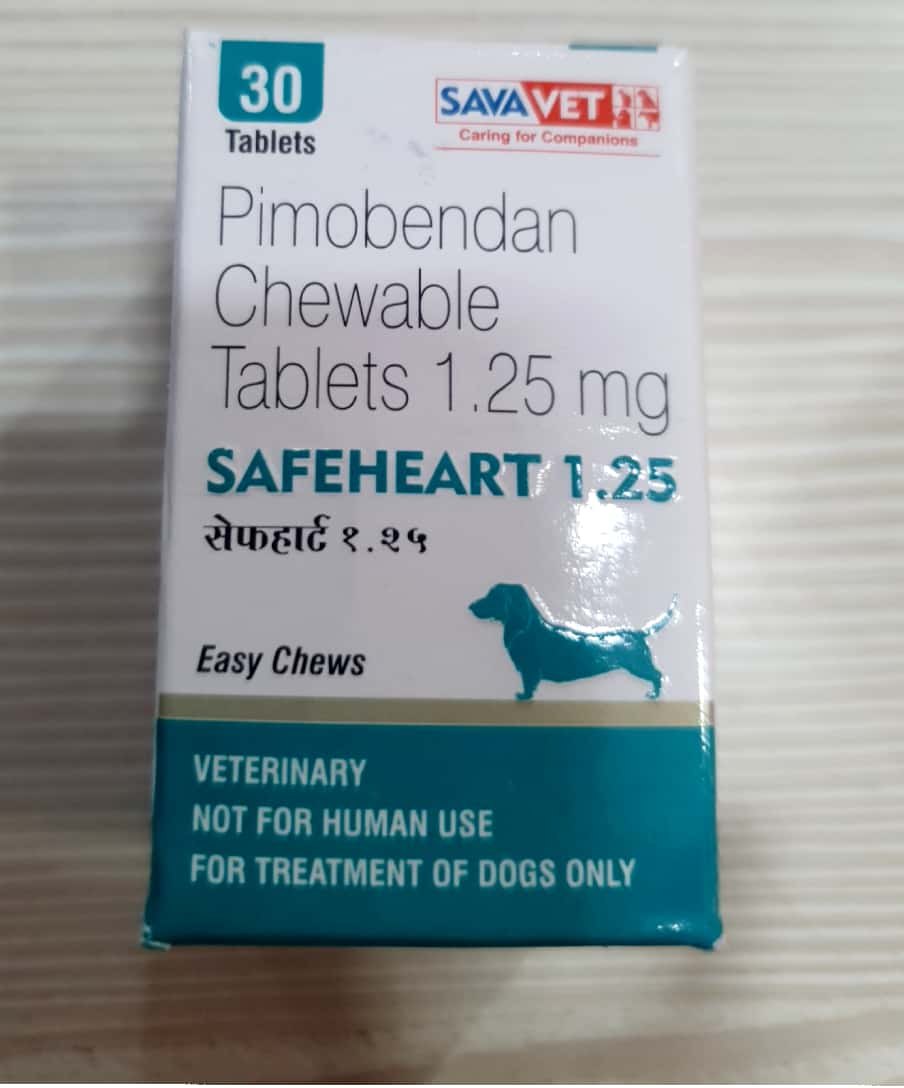 30
Tablets
SAVAVET
Caring for Companions
Pimobendan
Chewable
Tablets 1.25 mg
SAFEHEART 1.25
सेफहार्ट १.२५
Easy Chews
VETERINARY
NOT FOR HUMAN USE
FOR TREATMENT OF DOGS ONLY